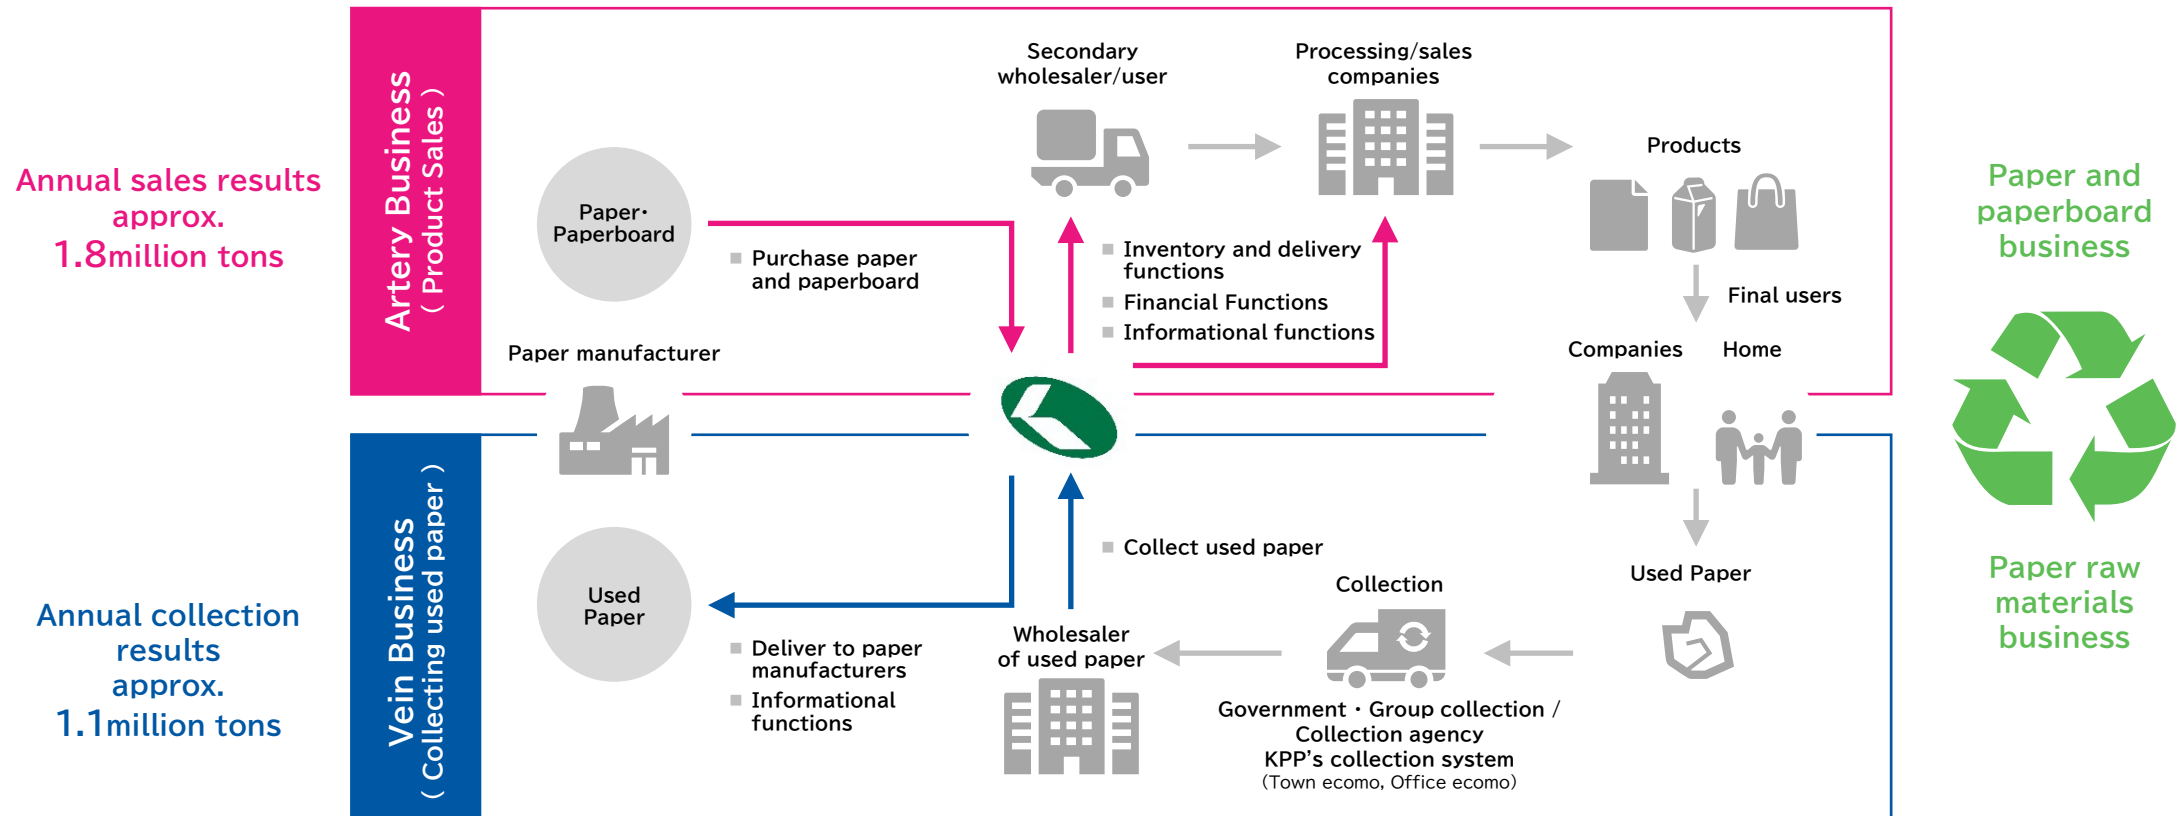 Annual sales results
approx.
1.8million tons
Artery Business
( Product Sales )
Paper・
Paperboard
Purchase paper
and paperboard
Paper manufacturer
Secondary
wholesaler/user
Processing/sales
companies
Inventory and delivery
functions
Financial Functions
Informational functions
Products
Final users
Companies
Home
Paper and
paperboard
business
Annual collection
results
approx.
1.1million tons
Vein Business
( Collecting used paper )
Used
Paper
Deliver to paper
manufacturers
Informational
functions
Collect used paper
Wholesaler
of used paper
Collection
Government・Group collection /
Collection agency
KPP’s collection system
(Town ecomo, Office ecomo)
Used Paper
Paper raw
materials
business